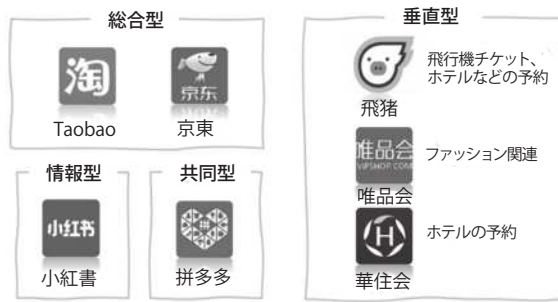 総合型
淘
京东
Taobao
京東
情報型
小红书
小紅書
共同型
拼
拼多多
垂直型
飛行機チケット、
ホテルなどの予約
飛猪
唯品会
VIPSHOP.COM
ファッション関連
唯品会
H
ホテルの予約
華住会